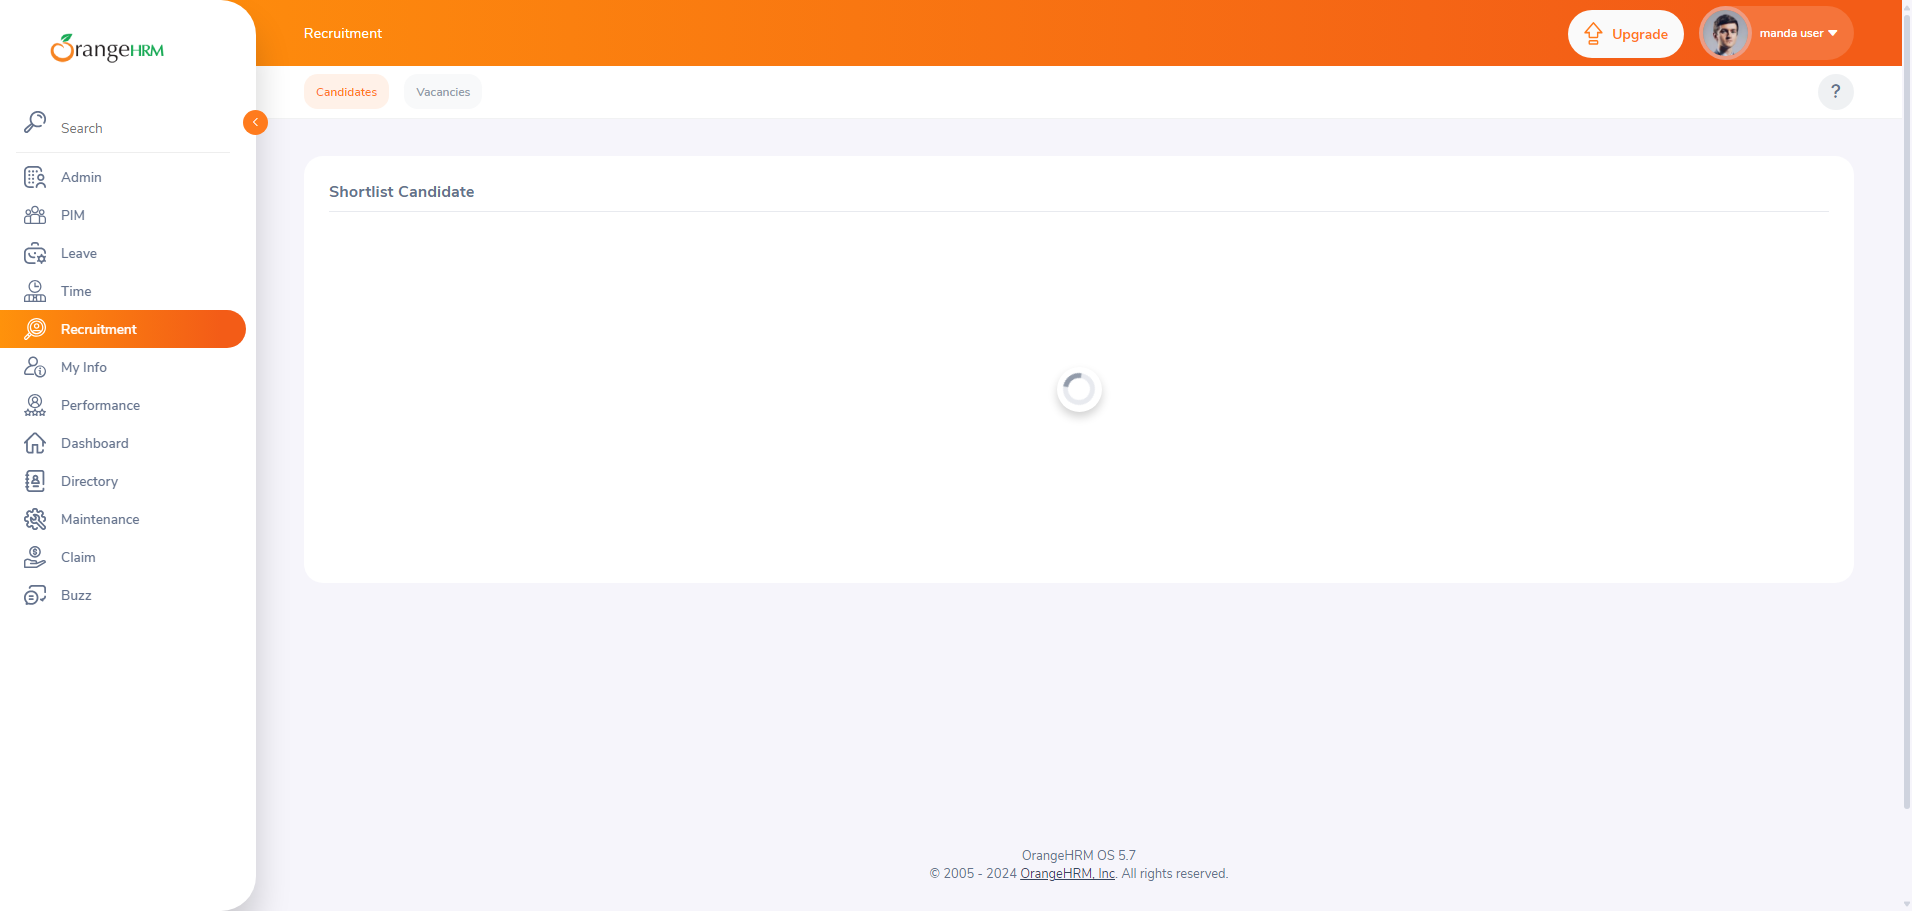 OrangeHRM
Search
Admin
PIM
Leave
Time
Recruitment
My Info
Performance
Dashboard
Directory
Maintenance
Claim
Buzz
Recruitment
Upgrade
manda user
Candidates
Vacancies
?
Shortlist Candidate
OrangeHRM OS 5.7
© 2005 - 2024 OrangeHRM, Inc. All rights reserved.